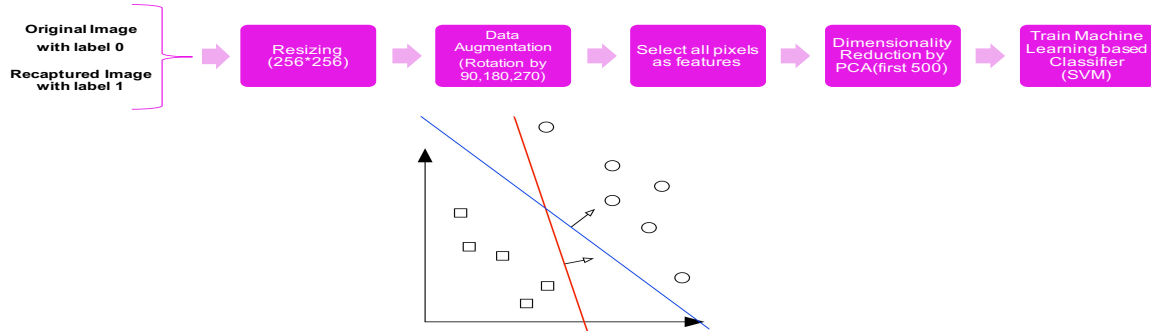 Original Image
with label 0
Recaptured Image
with label 1
Resizing
(256*256)
Data
Augmentation
(Rotation by
90,180,270)
Select all pixels
as features
Dimensionality
Reduction by
PCA(first 500)
Train Machine
Learning based
Classifier
(SVM)